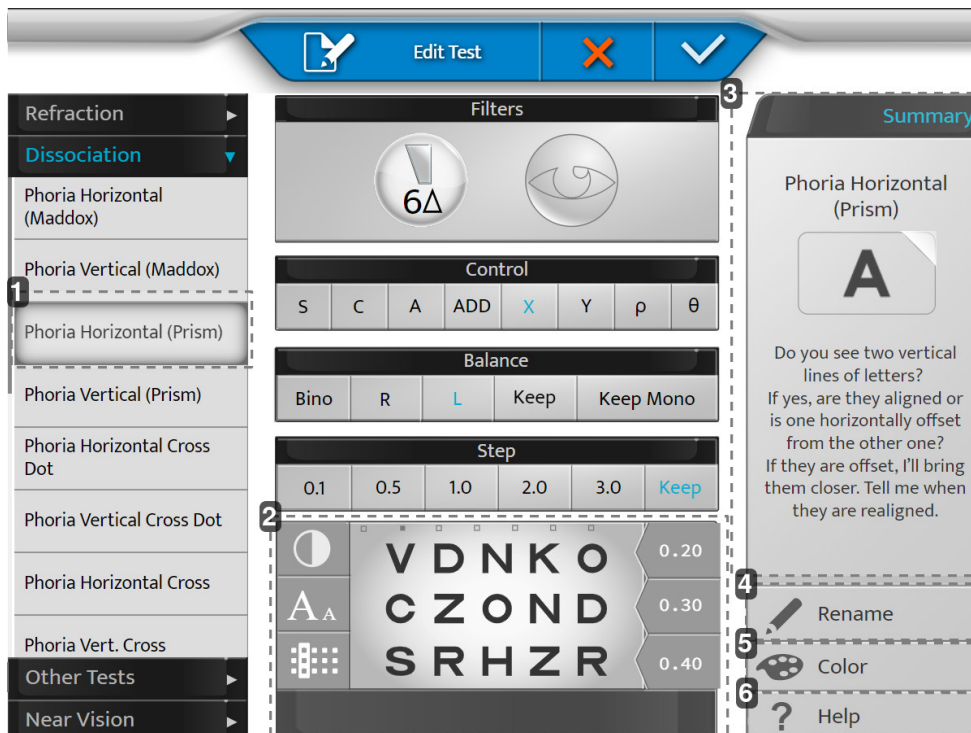 Edit Test
3
Refraction
Dissociation
Phoria Horizontal
(Maddox)
Phoria Vertical (Maddox)
1
Phoria Horizontal (Prism)
Phoria Vertical (Prism)
Phoria Horizontal Cross
Dot
Phoria Vertical Cross Dot
Phoria Horizontal Cross
Phoria Vert. Cross
Other Tests
Near Vision
Filters
6Δ
Control
S C A ADD X Y ρ θ
Balance
Bino R L Keep Keep Mono
Step
0.1 0.5 1.0 2.0 3.0 Keep
2
V D N K O 0.20
A A C Z O N D 0.30
S R H Z R 0.40
Summary
Phoria Horizontal
(Prism)
A
Do you see two vertical
lines of letters?
If yes, are they aligned or
is one horizontally offset
from the other one?
If they are offset, I'll bring
them closer. Tell me when
they are realigned.
4
Rename
5
Color
6
? Help